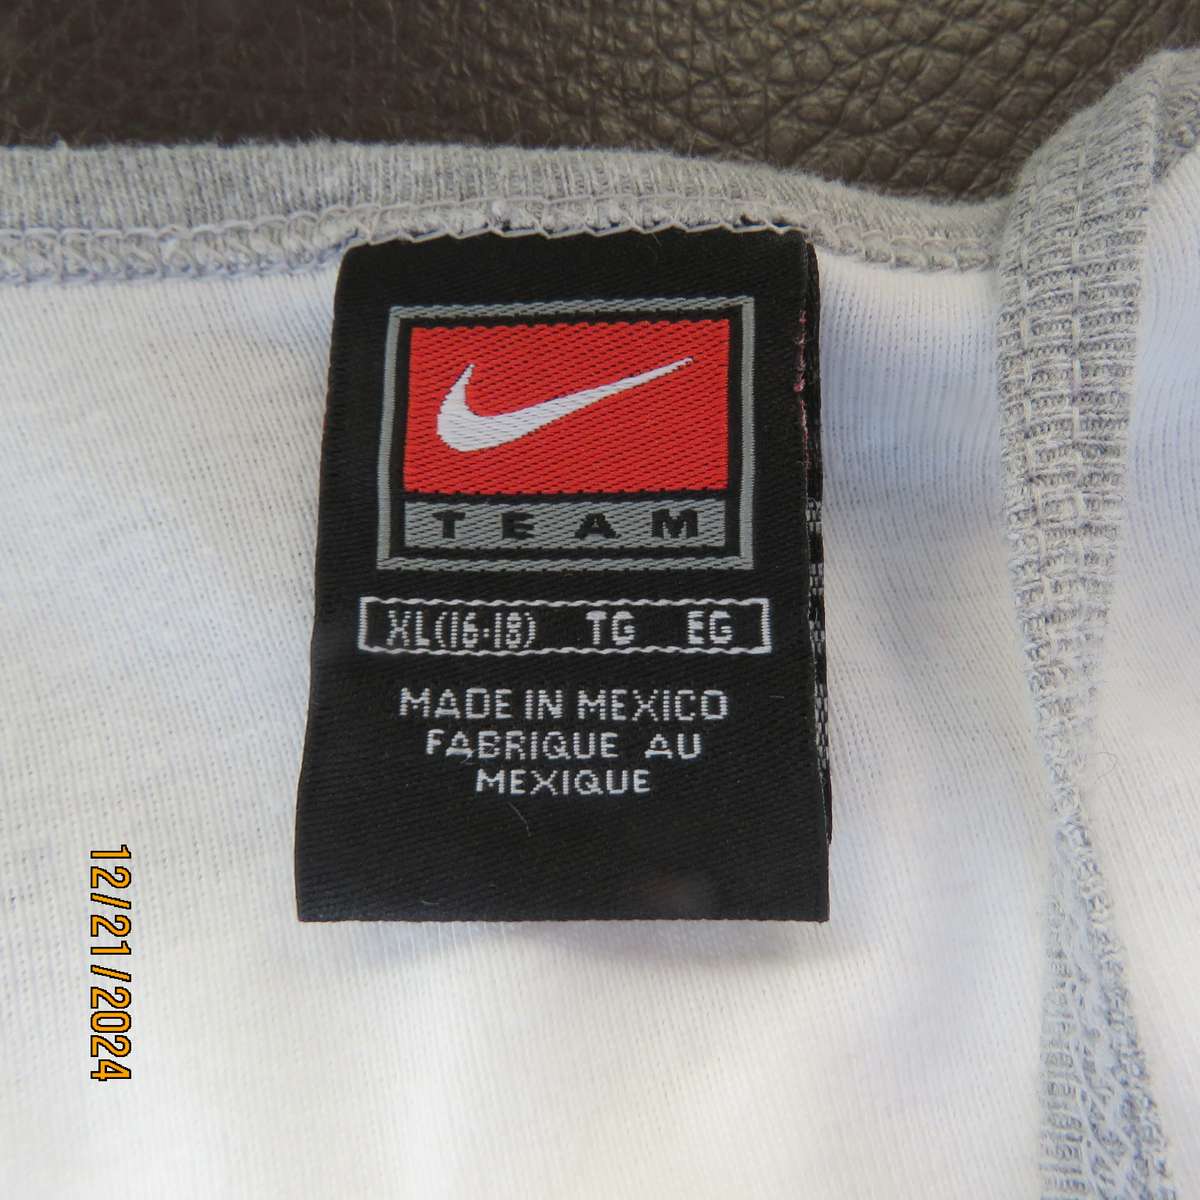 TEAM
XL(16-18) TG EG
MADE IN MEXICO
FABRIQUE AU
MEXIQUE
12/21/2024